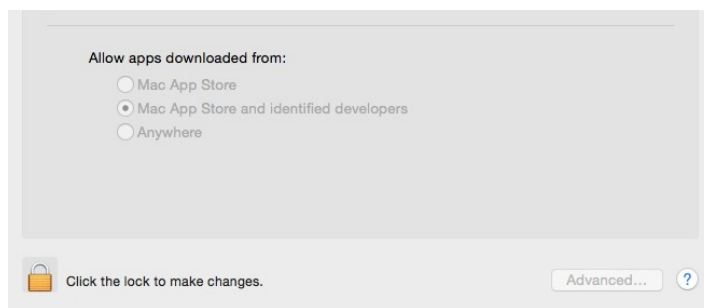 Allow apps downloaded from:
Mac App Store
Mac App Store and identified developers
Anywhere
Click the lock to make changes.
Advanced...
?